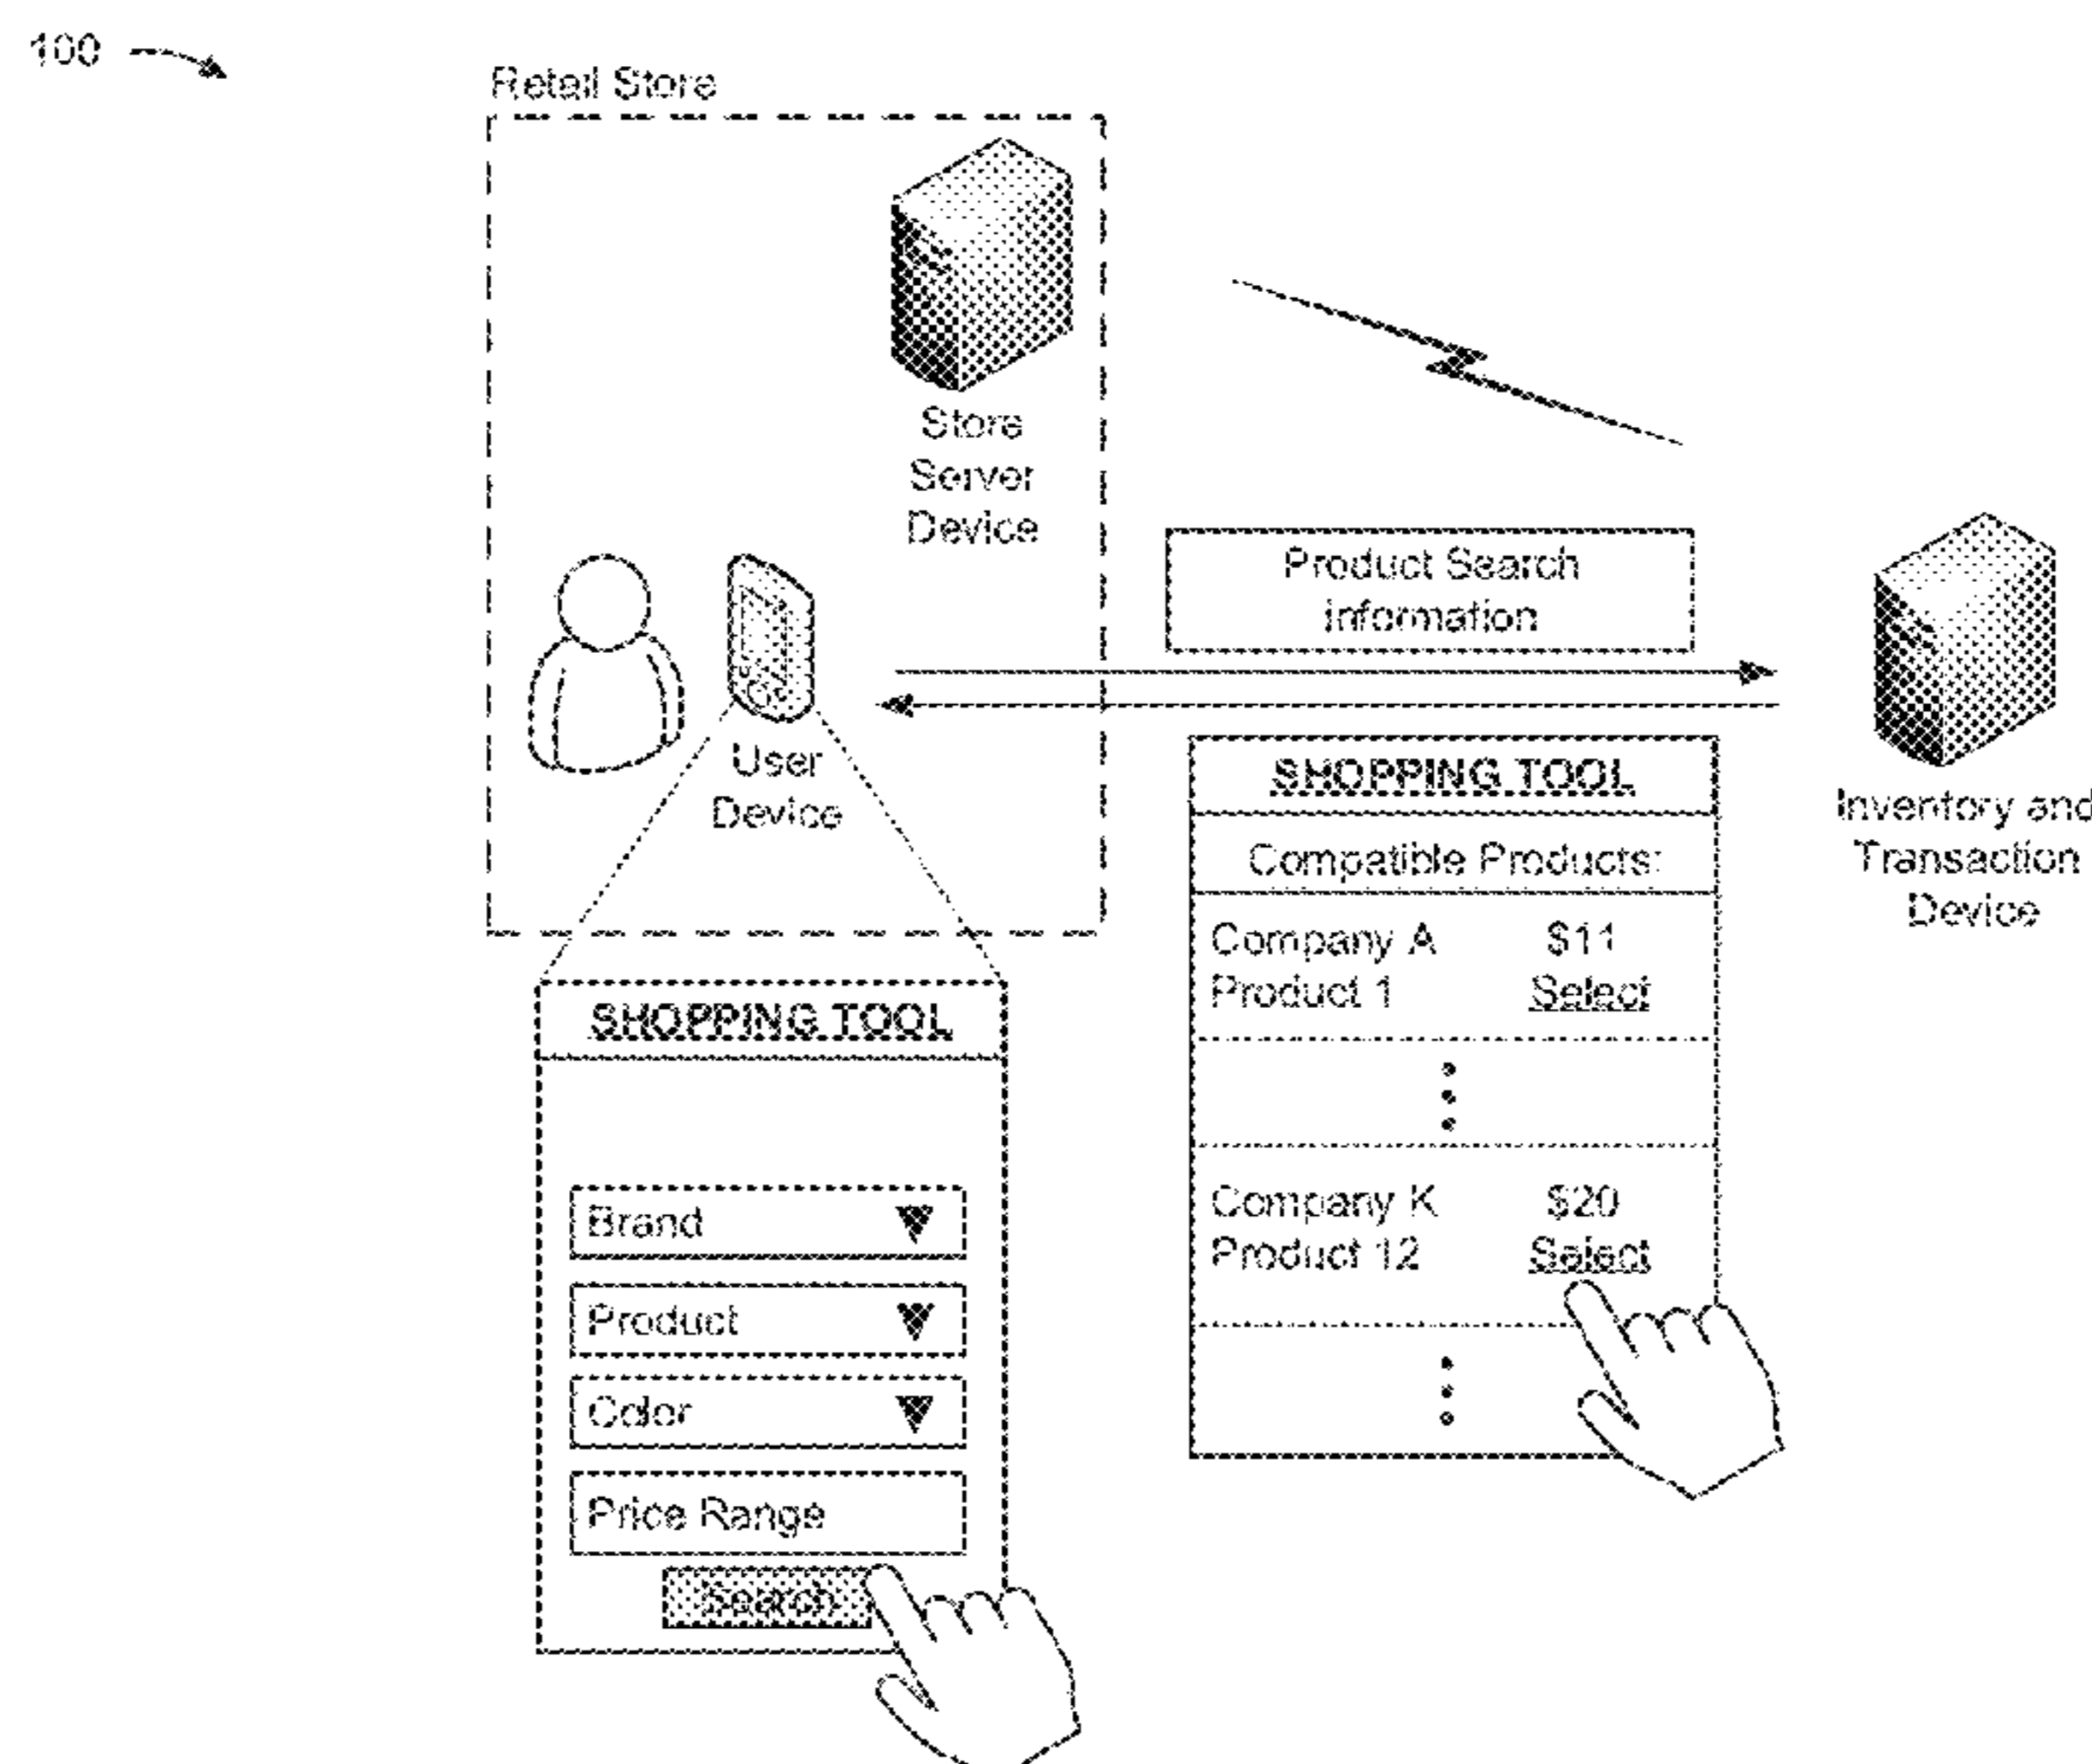 100
Retail Store
Store
Server
Device
User
Device
Product Search
Information
Inventory and
Transaction
Device
SHOPPING TOOL
Compatible Products:
Company A $11
Product 1 Select
Company K $20
Product 12 Select
SHOPPING TOOL
Brand
Product
Color
Price Range
Search